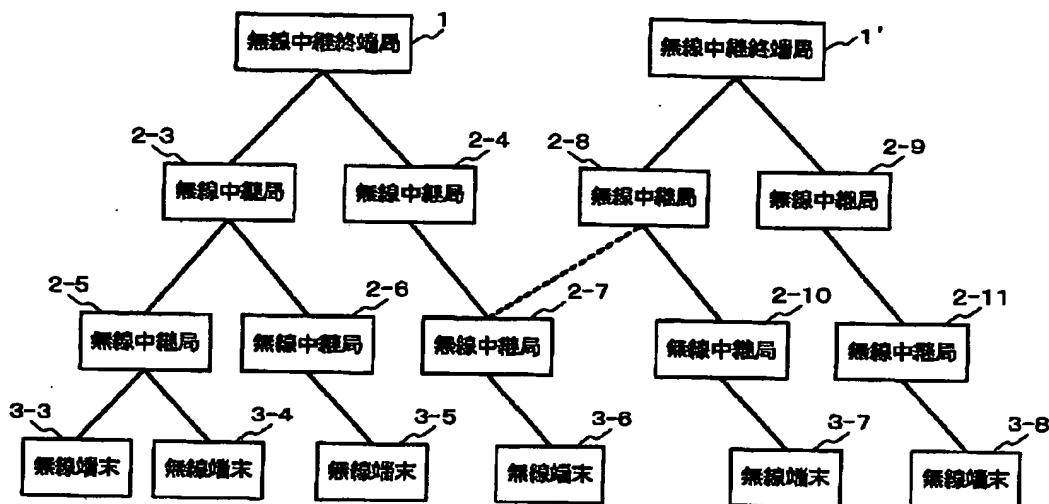 1
無線中継終端局
1'
無線中継終端局
2-3
無線中継局
2-4
無線中継局
2-8
無線中継局
2-9
無線中継局
2-5
無線中継局
2-6
無線中継局
2-7
無線中継局
2-10
無線中継局
2-11
無線中継局
3-3
無線端末
3-4
無線端末
3-5
無線端末
3-6
無線端末
3-7
無線端末
3-8
無線端末